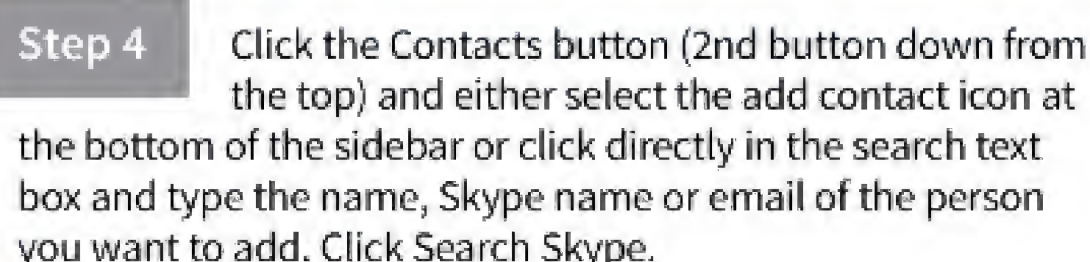 Step 4 Click the Contacts button (2nd button down from
the top) and either select the add contact icon at
the bottom of the sidebar or click directly in the search text
box and type the name, Skype name or email of the person
you want to add. Click Search Skype.